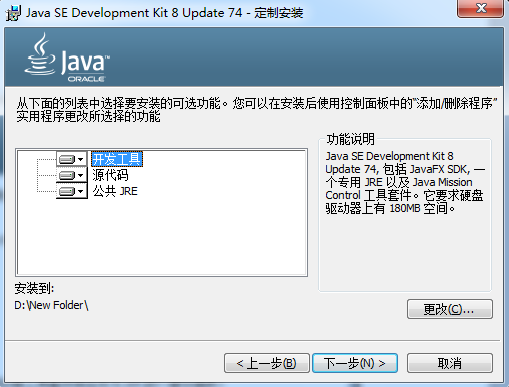 Java SE Development Kit 8 Update 74 - 定制安装
Java™
ORACLE
从下面的列表中选择要安装的可选功能。您可以在安装后使用控制面板中的“添加/删除程序”
实用程序更改所选择的功能
开发工具
源代码
公共 JRE
功能说明
Java SE Development Kit 8
Update 74, 包括 JavaFX SDK, 一
个专用 JRE 以及 Java Mission
Control 工具套件。它要求硬盘
驱动器上有 180MB 空间。
安装到:
D:\New Folder\
更改(C)...
< 上一步(B)
下一步(N) >
取消